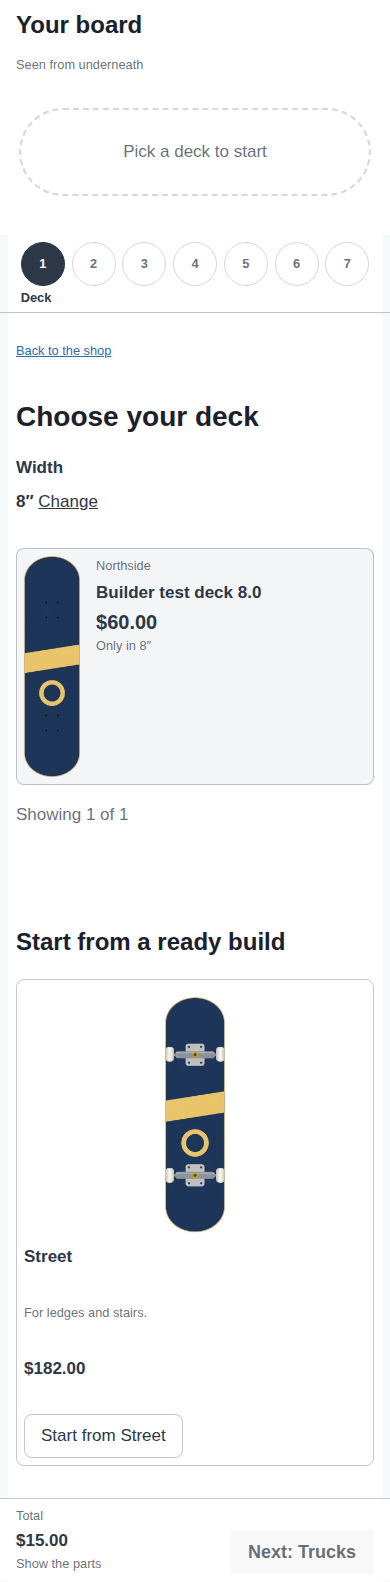 Your board
Seen from underneath
Pick a deck to start
1 2 3 4 5 6 7
Deck
Back to the shop
Choose your deck
Width
8″ Change
Northside
Builder test deck 8.0
$60.00
Only in 8″
Showing 1 of 1
Start from a ready build
Street
For ledges and stairs.
$182.00
Start from Street
Total
$15.00
Show the parts
Next: Trucks